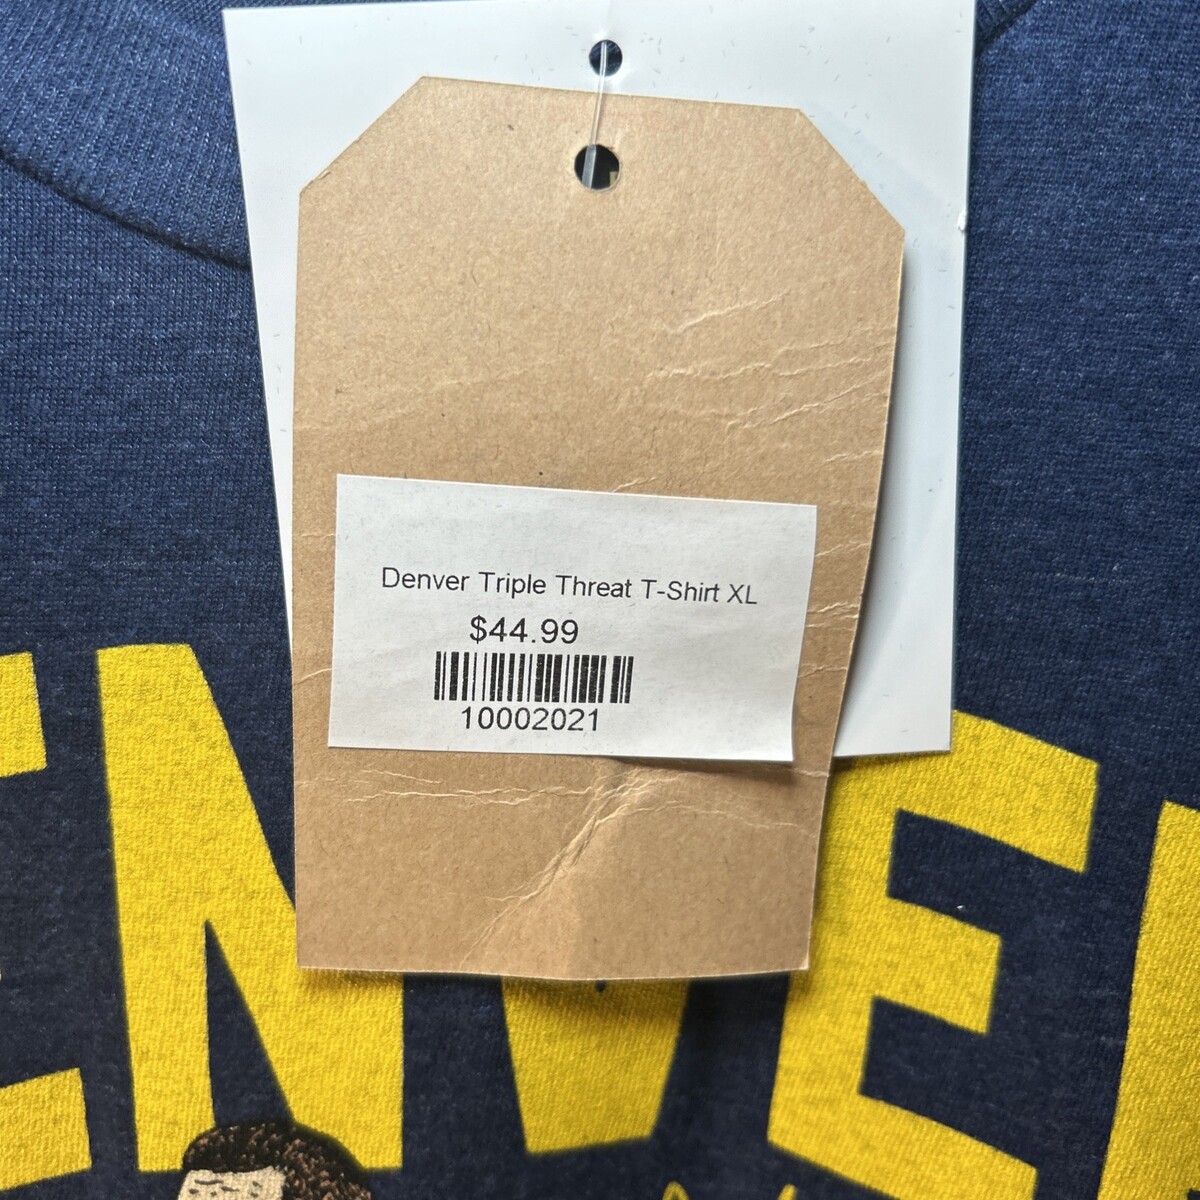 Denver Triple Threat T-Shirt XL
$44.99
10002021
ENVE